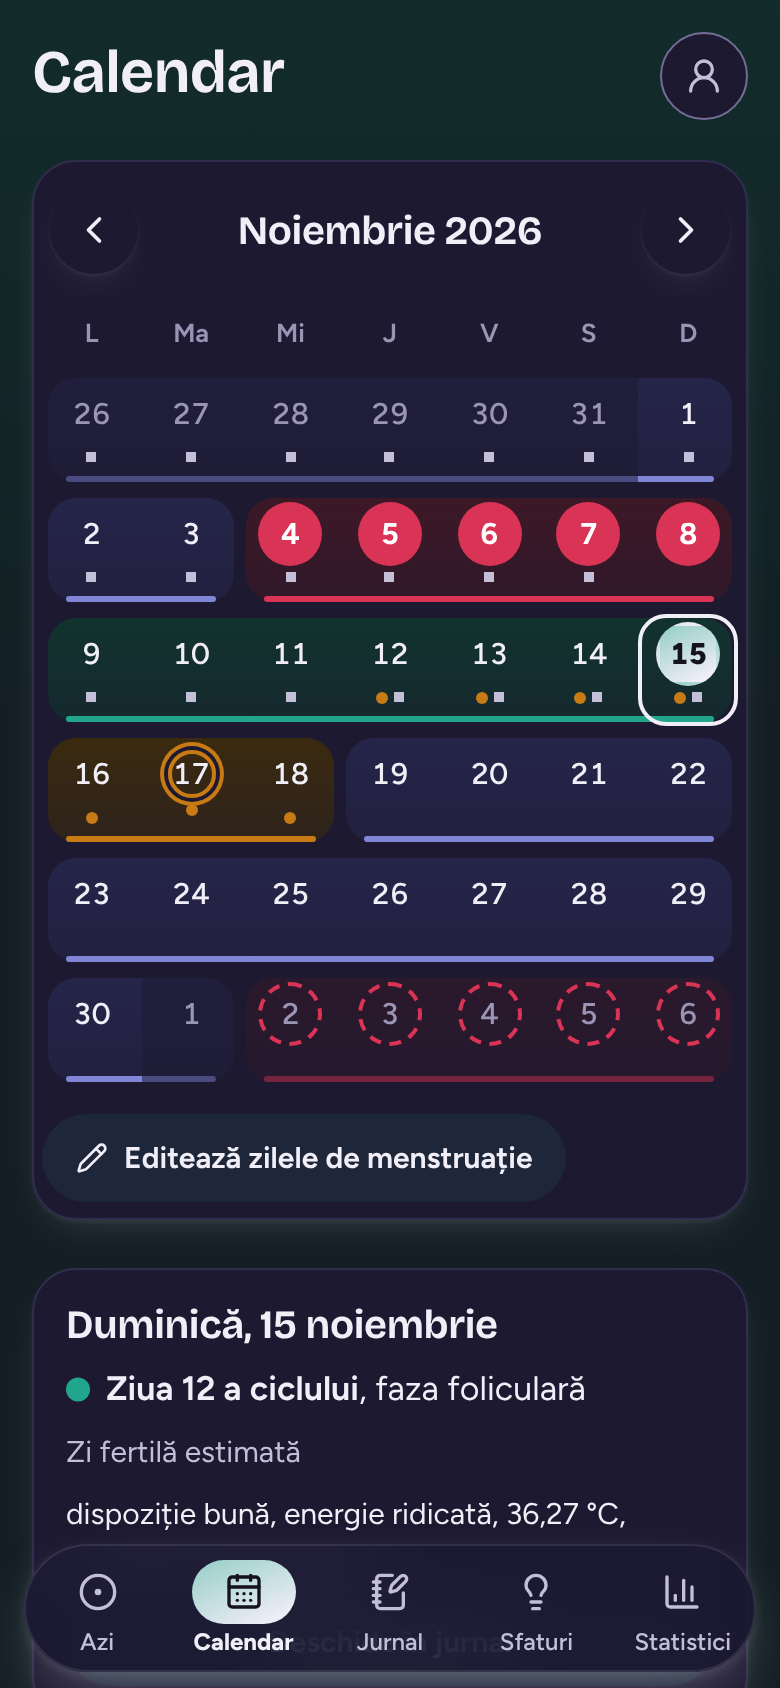 Calendar
Noiembrie 2026
L Ma Mi J V S D
26 27 28 29 30 31 1
2 3 4 5 6 7 8
9 10 11 12 13 14 15
16 17 18 19 20 21 22
23 24 25 26 27 28 29
30 1 2 3 4 5 6
Editează zilele de menstruație
Duminică, 15 noiembrie
Ziua 12 a ciclului, faza foliculară
Zi fertilă estimată
dispoziție bună, energie ridicată, 36,27 °C,
Azi Calendar Jurnal Sfaturi Statistici